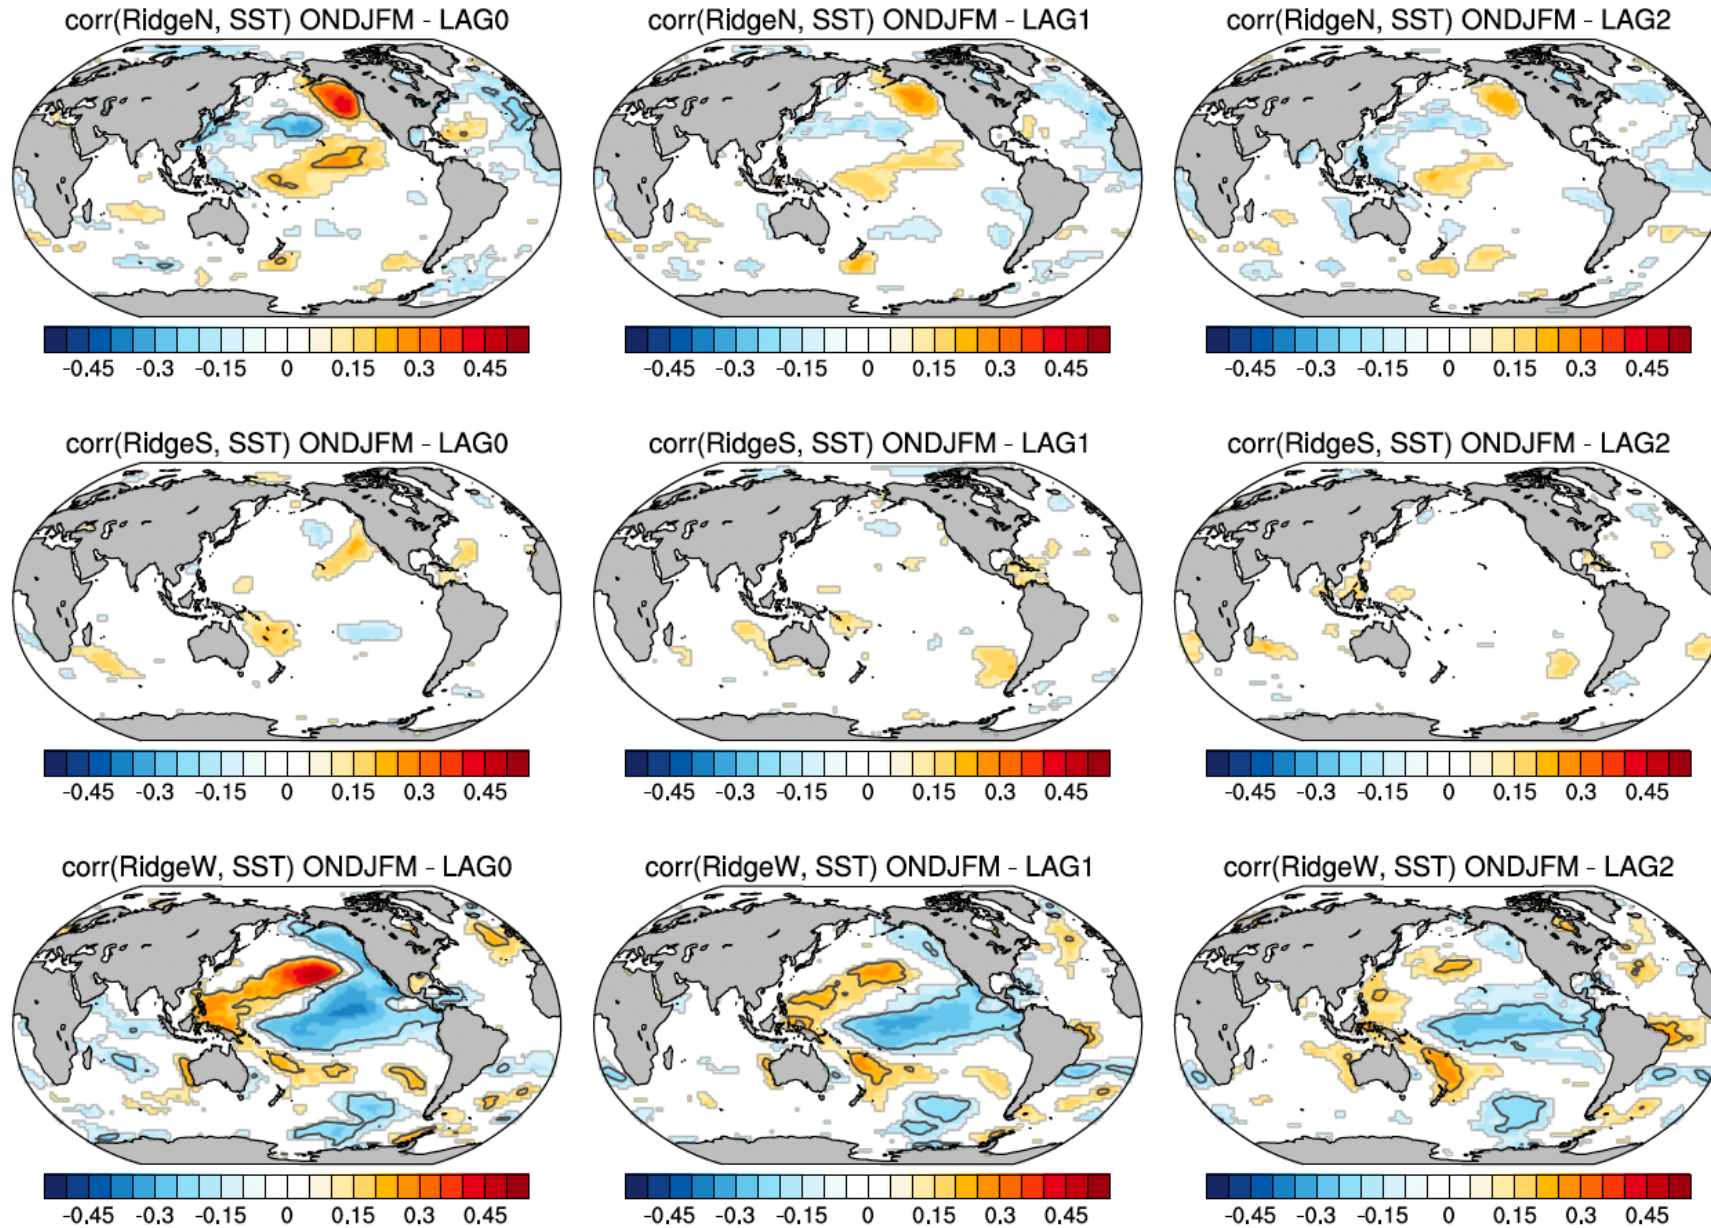 corr(RidgeN, SST) ONDJFM - LAG0
corr(RidgeN, SST) ONDJFM - LAG1
corr(RidgeN, SST) ONDJFM - LAG2
-0.45 -0.3 -0.15 0 0.15 0.3 0.45
-0.45 -0.3 -0.15 0 0.15 0.3 0.45
-0.45 -0.3 -0.15 0 0.15 0.3 0.45
corr(RidgeS, SST) ONDJFM - LAG0
corr(RidgeS, SST) ONDJFM - LAG1
corr(RidgeS, SST) ONDJFM - LAG2
-0.45 -0.3 -0.15 0 0.15 0.3 0.45
-0.45 -0.3 -0.15 0 0.15 0.3 0.45
-0.45 -0.3 -0.15 0 0.15 0.3 0.45
corr(RidgeW, SST) ONDJFM - LAG0
corr(RidgeW, SST) ONDJFM - LAG1
corr(RidgeW, SST) ONDJFM - LAG2
-0.45 -0.3 -0.15 0 0.15 0.3 0.45
-0.45 -0.3 -0.15 0 0.15 0.3 0.45
-0.45 -0.3 -0.15 0 0.15 0.3 0.45